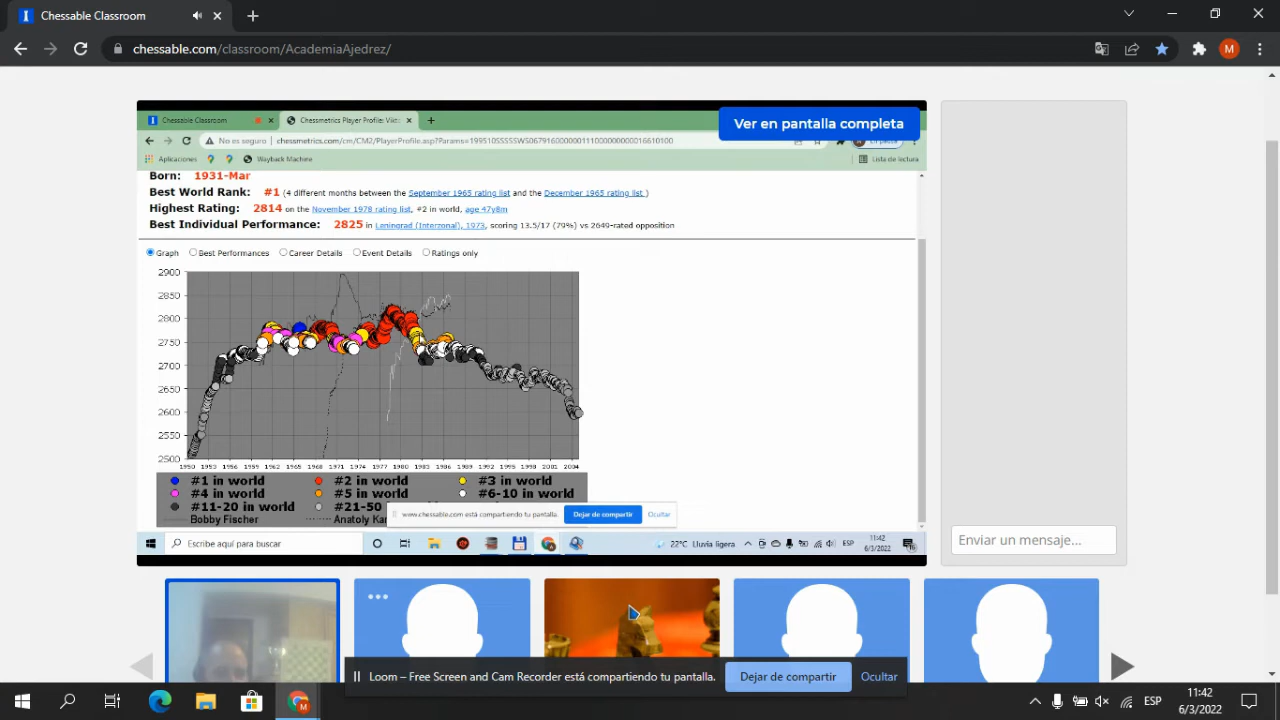 Chessable Classroom
chessable.com/classroom/AcademiaAjedrez/
M
Chessable Classroom
Chessmetrics Player Profile: Vikt
Ver en pantalla completa
No es seguro
chessmetrics.com/cm/CM2/PlayerProfile.asp?Params=199510SSSSSWS067916000000111000000000016610100
Aplicaciones
Wayback Machine
Lista de lectura
Born: 1931-Mar
Best World Rank: #1 (4 different months between the September 1965 rating list and the December 1965 rating list )
Highest Rating: 2814 on the November 1978 rating list, #2 in world, age 47y8m
Best Individual Performance: 2825 in Leningrad (Interzonal), 1973, scoring 13.5/17 (79%) vs 2649-rated opposition
Graph Best Performances Career Details Event Details Ratings only
2900
2850
2800
2750
2700
2650
2600
2550
2500
1950 1953 1956 1959 1962 1965 1968 1971 1974 1977 1980 1983 1986 1989 1992 1995 1998 2001 2004
#1 in world #2 in world #3 in world
#4 in world #5 in world #6-10 in world
#11-20 in world #21-50
Bobby Fischer Anatoly Ka
www.chessable.com está compartiendo tu pantalla. Dejar de compartir Ocultar
Enviar un mensaje...
Escribe aquí para buscar
22°C Lluvia ligera
ESP
11:42
6/3/2022
Loom – Free Screen and Cam Recorder está compartiendo tu pantalla. Dejar de compartir Ocultar
M
ESP
11:42
6/3/2022